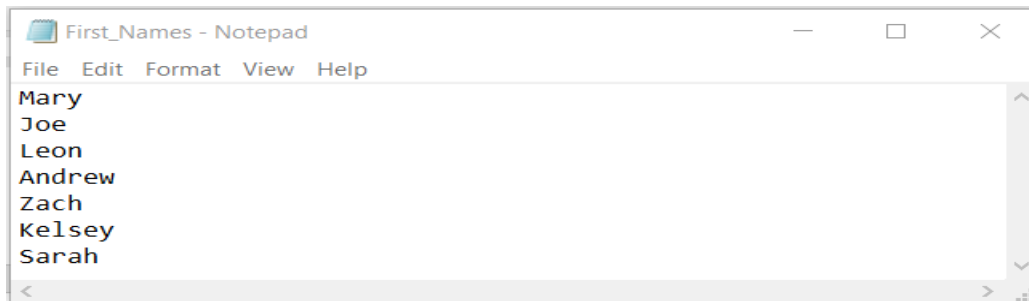 First_Names - Notepad
File Edit Format View Help
Mary
Joe
Leon
Andrew
Zach
Kelsey
Sarah